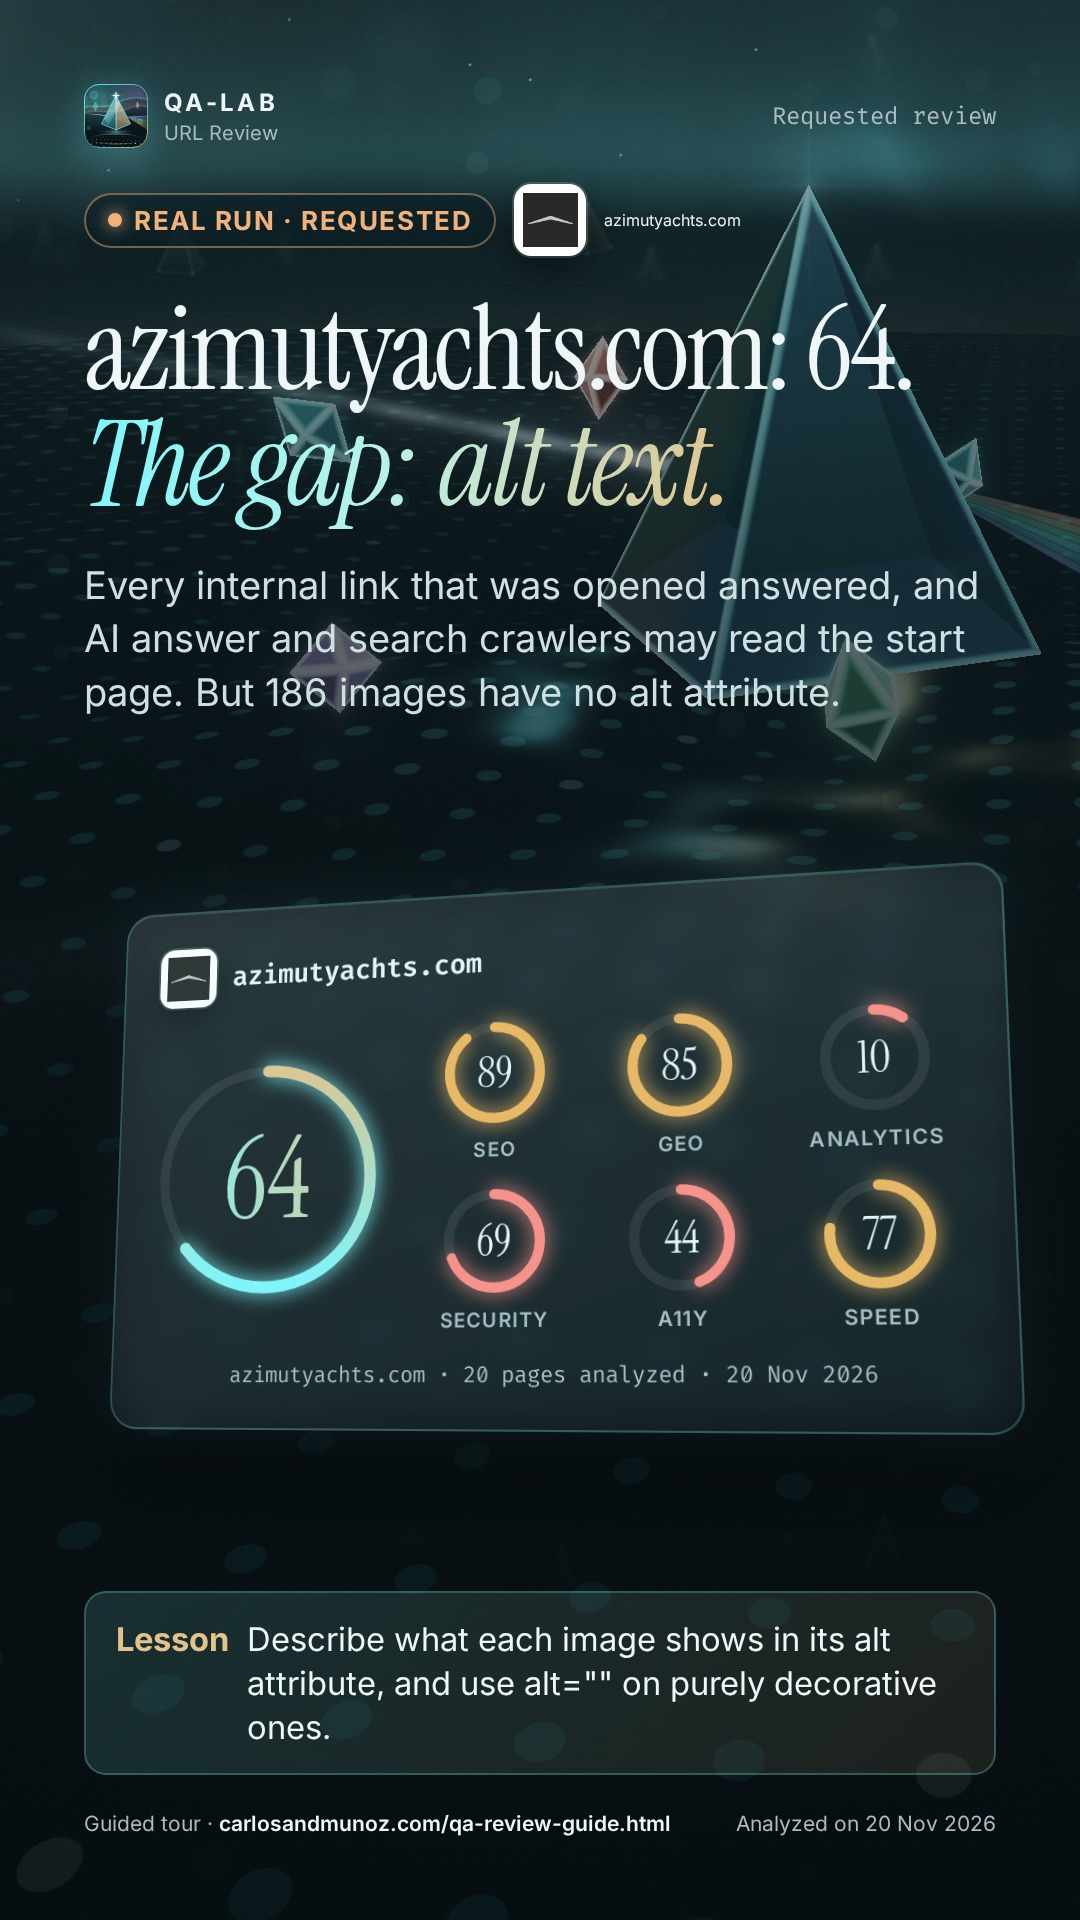 QA-LAB
URL Review
Requested review
REAL RUN · REQUESTED
azimutyachts.com
azimutyachts.com: 64.
The gap: alt text.
Every internal link that was opened answered, and
AI answer and search crawlers may read the start
page. But 186 images have no alt attribute.
azimutyachts.com
64
89
SEO
85
GEO
10
ANALYTICS
69
SECURITY
44
A11Y
77
SPEED
azimutyachts.com · 20 pages analyzed · 20 Nov 2026
Lesson Describe what each image shows in its alt
attribute, and use alt="" on purely decorative
ones.
Guided tour · carlosandmunoz.com/qa-review-guide.html
Analyzed on 20 Nov 2026